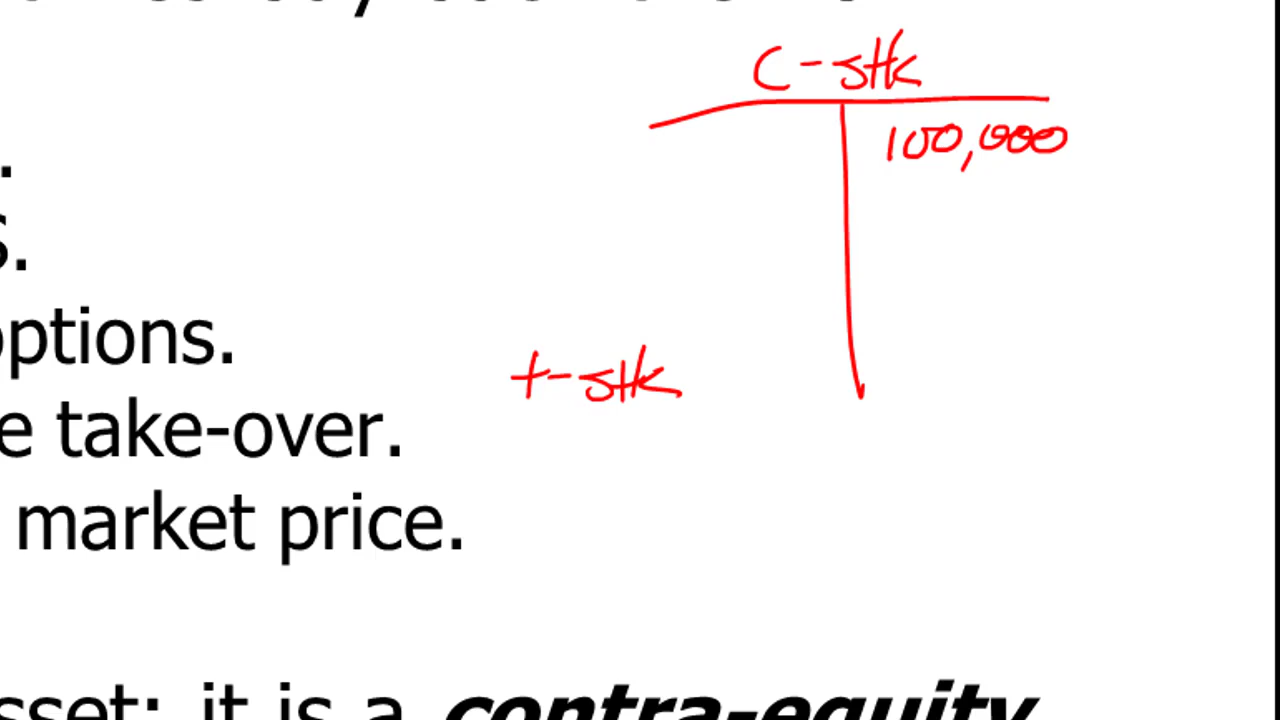 C-stk
100,000
.
s.
options.
t-stk
e take-over.
market price.
sset; it is a contra-equity